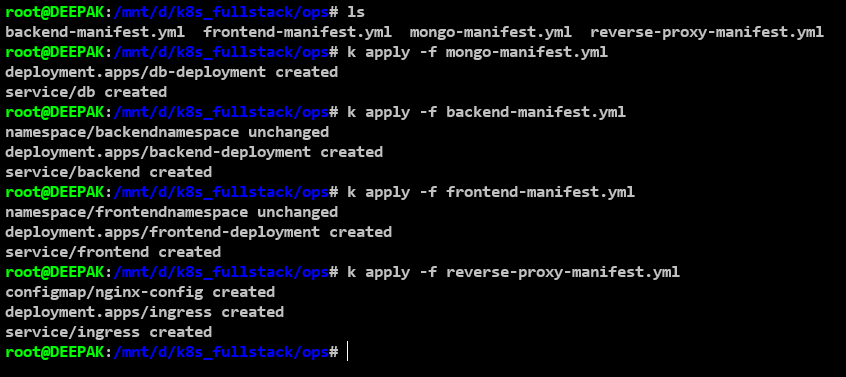 root@DEEPAK:/mnt/d/k8s_fullstack/ops# ls
backend-manifest.yml  frontend-manifest.yml  mongo-manifest.yml  reverse-proxy-manifest.yml
root@DEEPAK:/mnt/d/k8s_fullstack/ops# k apply -f mongo-manifest.yml
deployment.apps/db-deployment created
service/db created
root@DEEPAK:/mnt/d/k8s_fullstack/ops# k apply -f backend-manifest.yml
namespace/backendnamespace unchanged
deployment.apps/backend-deployment created
service/backend created
root@DEEPAK:/mnt/d/k8s_fullstack/ops# k apply -f frontend-manifest.yml
namespace/frontendnamespace unchanged
deployment.apps/frontend-deployment created
service/frontend created
root@DEEPAK:/mnt/d/k8s_fullstack/ops# k apply -f reverse-proxy-manifest.yml
configmap/nginx-config created
deployment.apps/ingress created
service/ingress created
root@DEEPAK:/mnt/d/k8s_fullstack/ops#